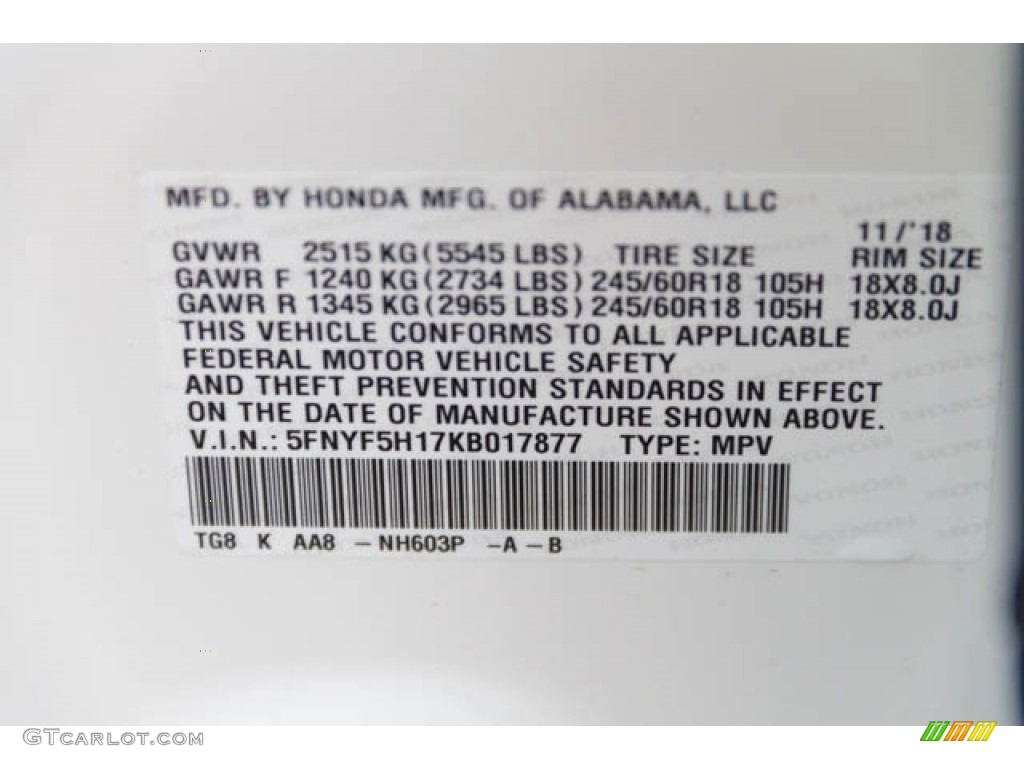 MFD. BY HONDA MFG. OF ALABAMA, LLC
11/'18
GVWR 2515 KG(5545 LBS) TIRE SIZE RIM SIZE
GAWR F 1240 KG(2734 LBS) 245/60R18 105H 18X8.0J
GAWR R 1345 KG(2965 LBS) 245/60R18 105H 18X8.0J
THIS VEHICLE CONFORMS TO ALL APPLICABLE
FEDERAL MOTOR VEHICLE SAFETY
AND THEFT PREVENTION STANDARDS IN EFFECT
ON THE DATE OF MANUFACTURE SHOWN ABOVE.
V.I.N.: 5FNYF5H17KB017877 TYPE: MPV
TG8 K AA8 -NH603P -A-B
GTCARLOT.COM